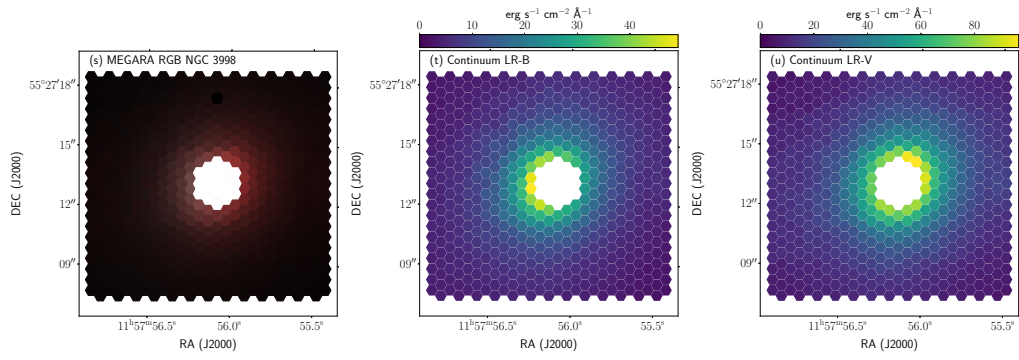 erg s⁻¹ cm⁻² Å⁻¹
0 20 40
erg s⁻¹ cm⁻² Å⁻¹
0 20 40 60 80
(s) MEGARA RGB NGC 3998
(t) Continuum LR-B
(u) Continuum LR-V
55°27′18″
15″
12″
09″
DEC (J2000)
11ʰ57ᵐ56.5ˢ 56.0ˢ 55.5ˢ
RA (J2000)
55°27′18″
15″
12″
09″
DEC (J2000)
11ʰ57ᵐ56.5ˢ 56.0ˢ 55.5ˢ
RA (J2000)
55°27′18″
15″
12″
09″
DEC (J2000)
11ʰ57ᵐ56.5ˢ 56.0ˢ 55.5ˢ
RA (J2000)